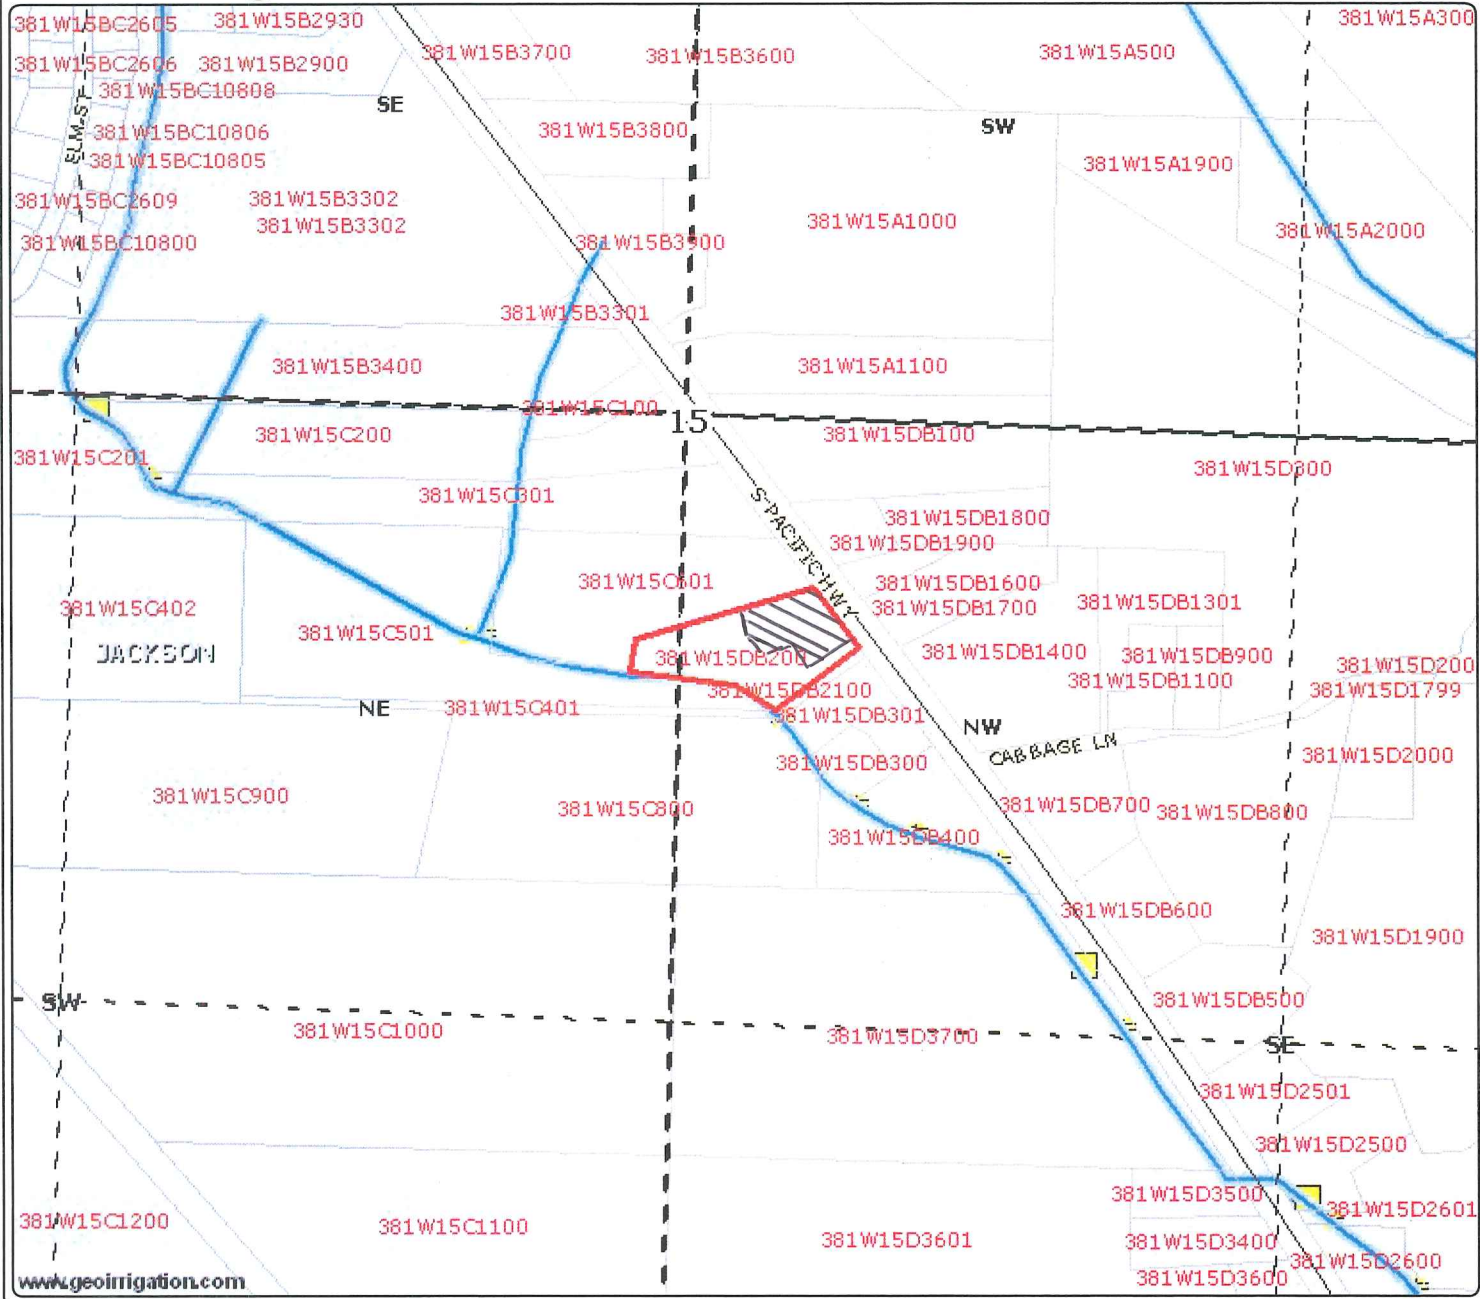 381W15BC2605
381W15B2930
381W15B3700
381W15B3600
381W15A500
381W15A300
381W15BC2606
381W15B2900
381W15BC10808
SE
ELM ST
381W15BC10806
381W15B3800
SW
381W15BC10805
381W15A1900
381W15BC2609
381W15B3302
381W15B3302
381W15A1000
381W15A2000
381W15BC10800
381W15B3900
381W15B3301
381W15B3400
381W15A1100
381W15C100
15
381W15C200
381W15DB100
381W15C201
381W15D300
381W15C301
S PACIFIC HWY
381W15DB1800
381W15DB1900
381W15C601
381W15DB1600
381W15C402
381W15DB1700
381W15DB1301
381W15C501
JACKSON
381W15DB200
381W15DB1400
381W15DB900
381W15D200
381W15DB1100
381W15DB2100
381W15D1799
NE
381W15C401
381W15DB301
NW
CABBAGE LN
381W15DB300
381W15D2000
381W15C900
381W15C800
381W15DB700
381W15DB800
381W15DB400
381W15DB600
381W15D1900
SW
381W15DB500
381W15C1000
381W15D3700
SE
381W15D2501
381W15D2500
381W15D3500
381W15D2601
381W15C1200
381W15C1100
381W15D3601
381W15D3400
381W15D2600
381W15D3600
www.geoirrigation.com